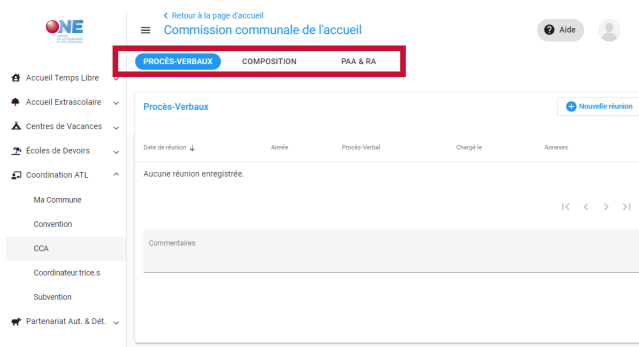 ONE
Retour à la page d'accueil
Commission communale de l'accueil
Aide
PROCÈS-VERBAUX COMPOSITION PAA & RA
Accueil Temps Libre
Accueil Extrascolaire
Centres de Vacances
Écoles de Devoirs
Coordination ATL
Ma Commune
Convention
CCA
Coordinateur.trice.s
Subvention
Partenariat Aut. & Dét.
Procès-Verbaux
Nouvelle réunion
Date de réunion Année Procès-Verbal Chargé le Annexes
Aucune réunion enregistrée.
Commentaires